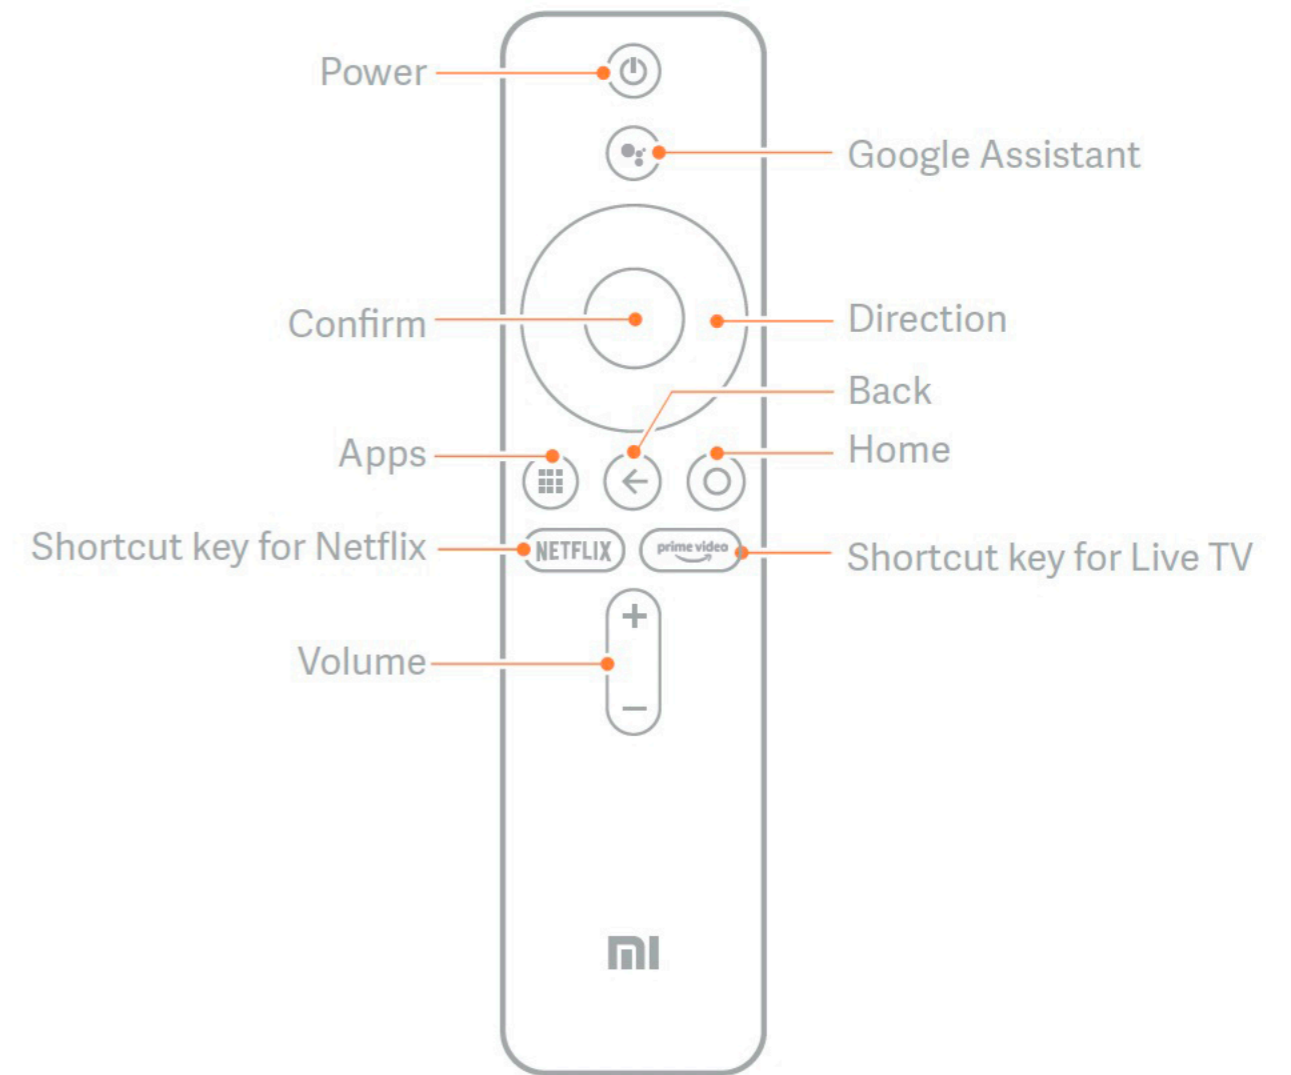 Power
Google Assistant
Confirm
Direction
Back
Apps
Home
Shortcut key for Netflix
NETFLIX
prime video
Shortcut key for Live TV
+
Volume
−
mi